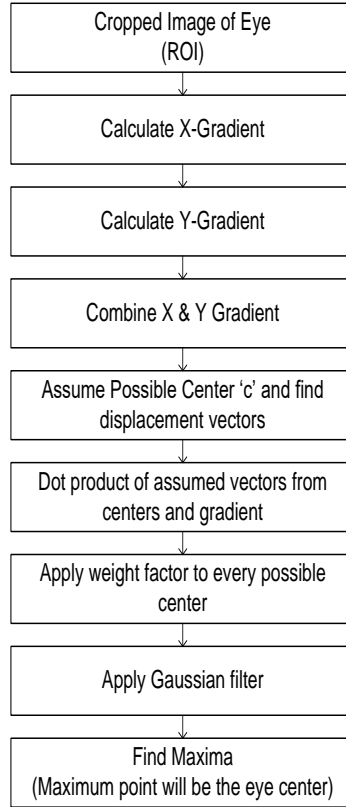 Cropped Image of Eye
(ROI)
Calculate X-Gradient
Calculate Y-Gradient
Combine X & Y Gradient
Assume Possible Center ‘c’ and find
displacement vectors
Dot product of assumed vectors from
centers and gradient
Apply weight factor to every possible
center
Apply Gaussian filter
Find Maxima
(Maximum point will be the eye center)